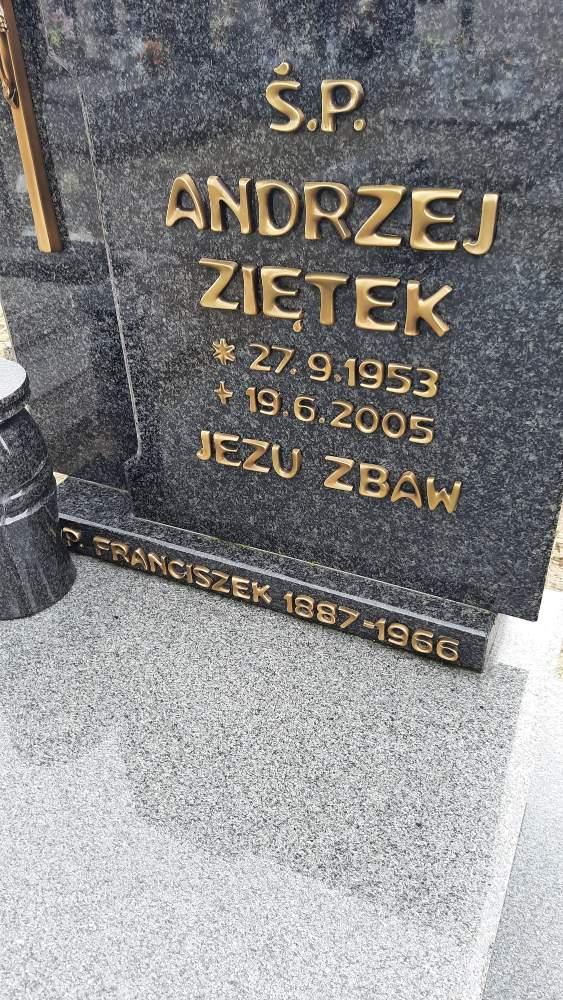 Ś.P.
ANDRZEJ
ZIĘTEK
* 27.9.1953
+ 19.6.2005
JEZU ZBAW
P. FRANCISZEK 1887-1966